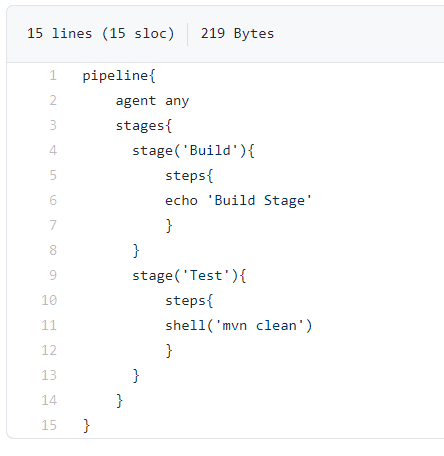 15 lines (15 sloc) 219 Bytes
1 pipeline{
2     agent any
3     stages{
4       stage('Build'){
5           steps{
6           echo 'Build Stage'
7           }
8       }
9       stage('Test'){
10           steps{
11           shell('mvn clean')
12           }
13       }
14     }
15 }